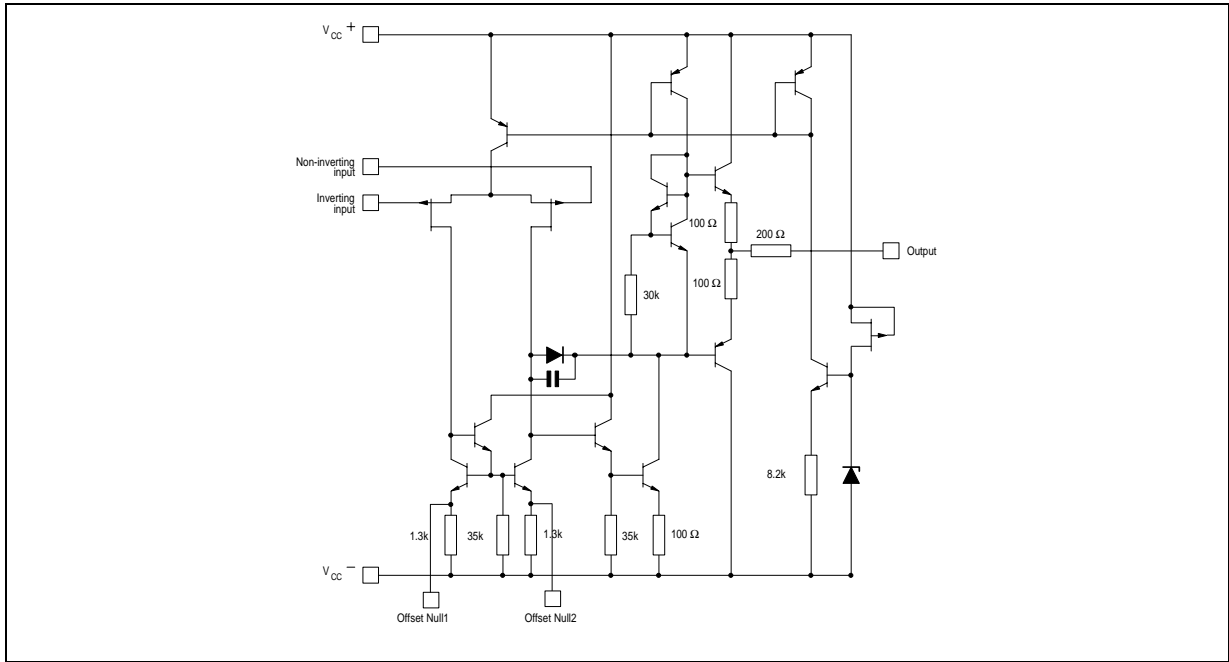 V CC +
Non-inverting
input
Inverting
input
100 Ω
200 Ω
Output
100 Ω
30k
8.2k
1.3k
35k
1.3k
35k
100 Ω
V CC −
Offset Null1
Offset Null2